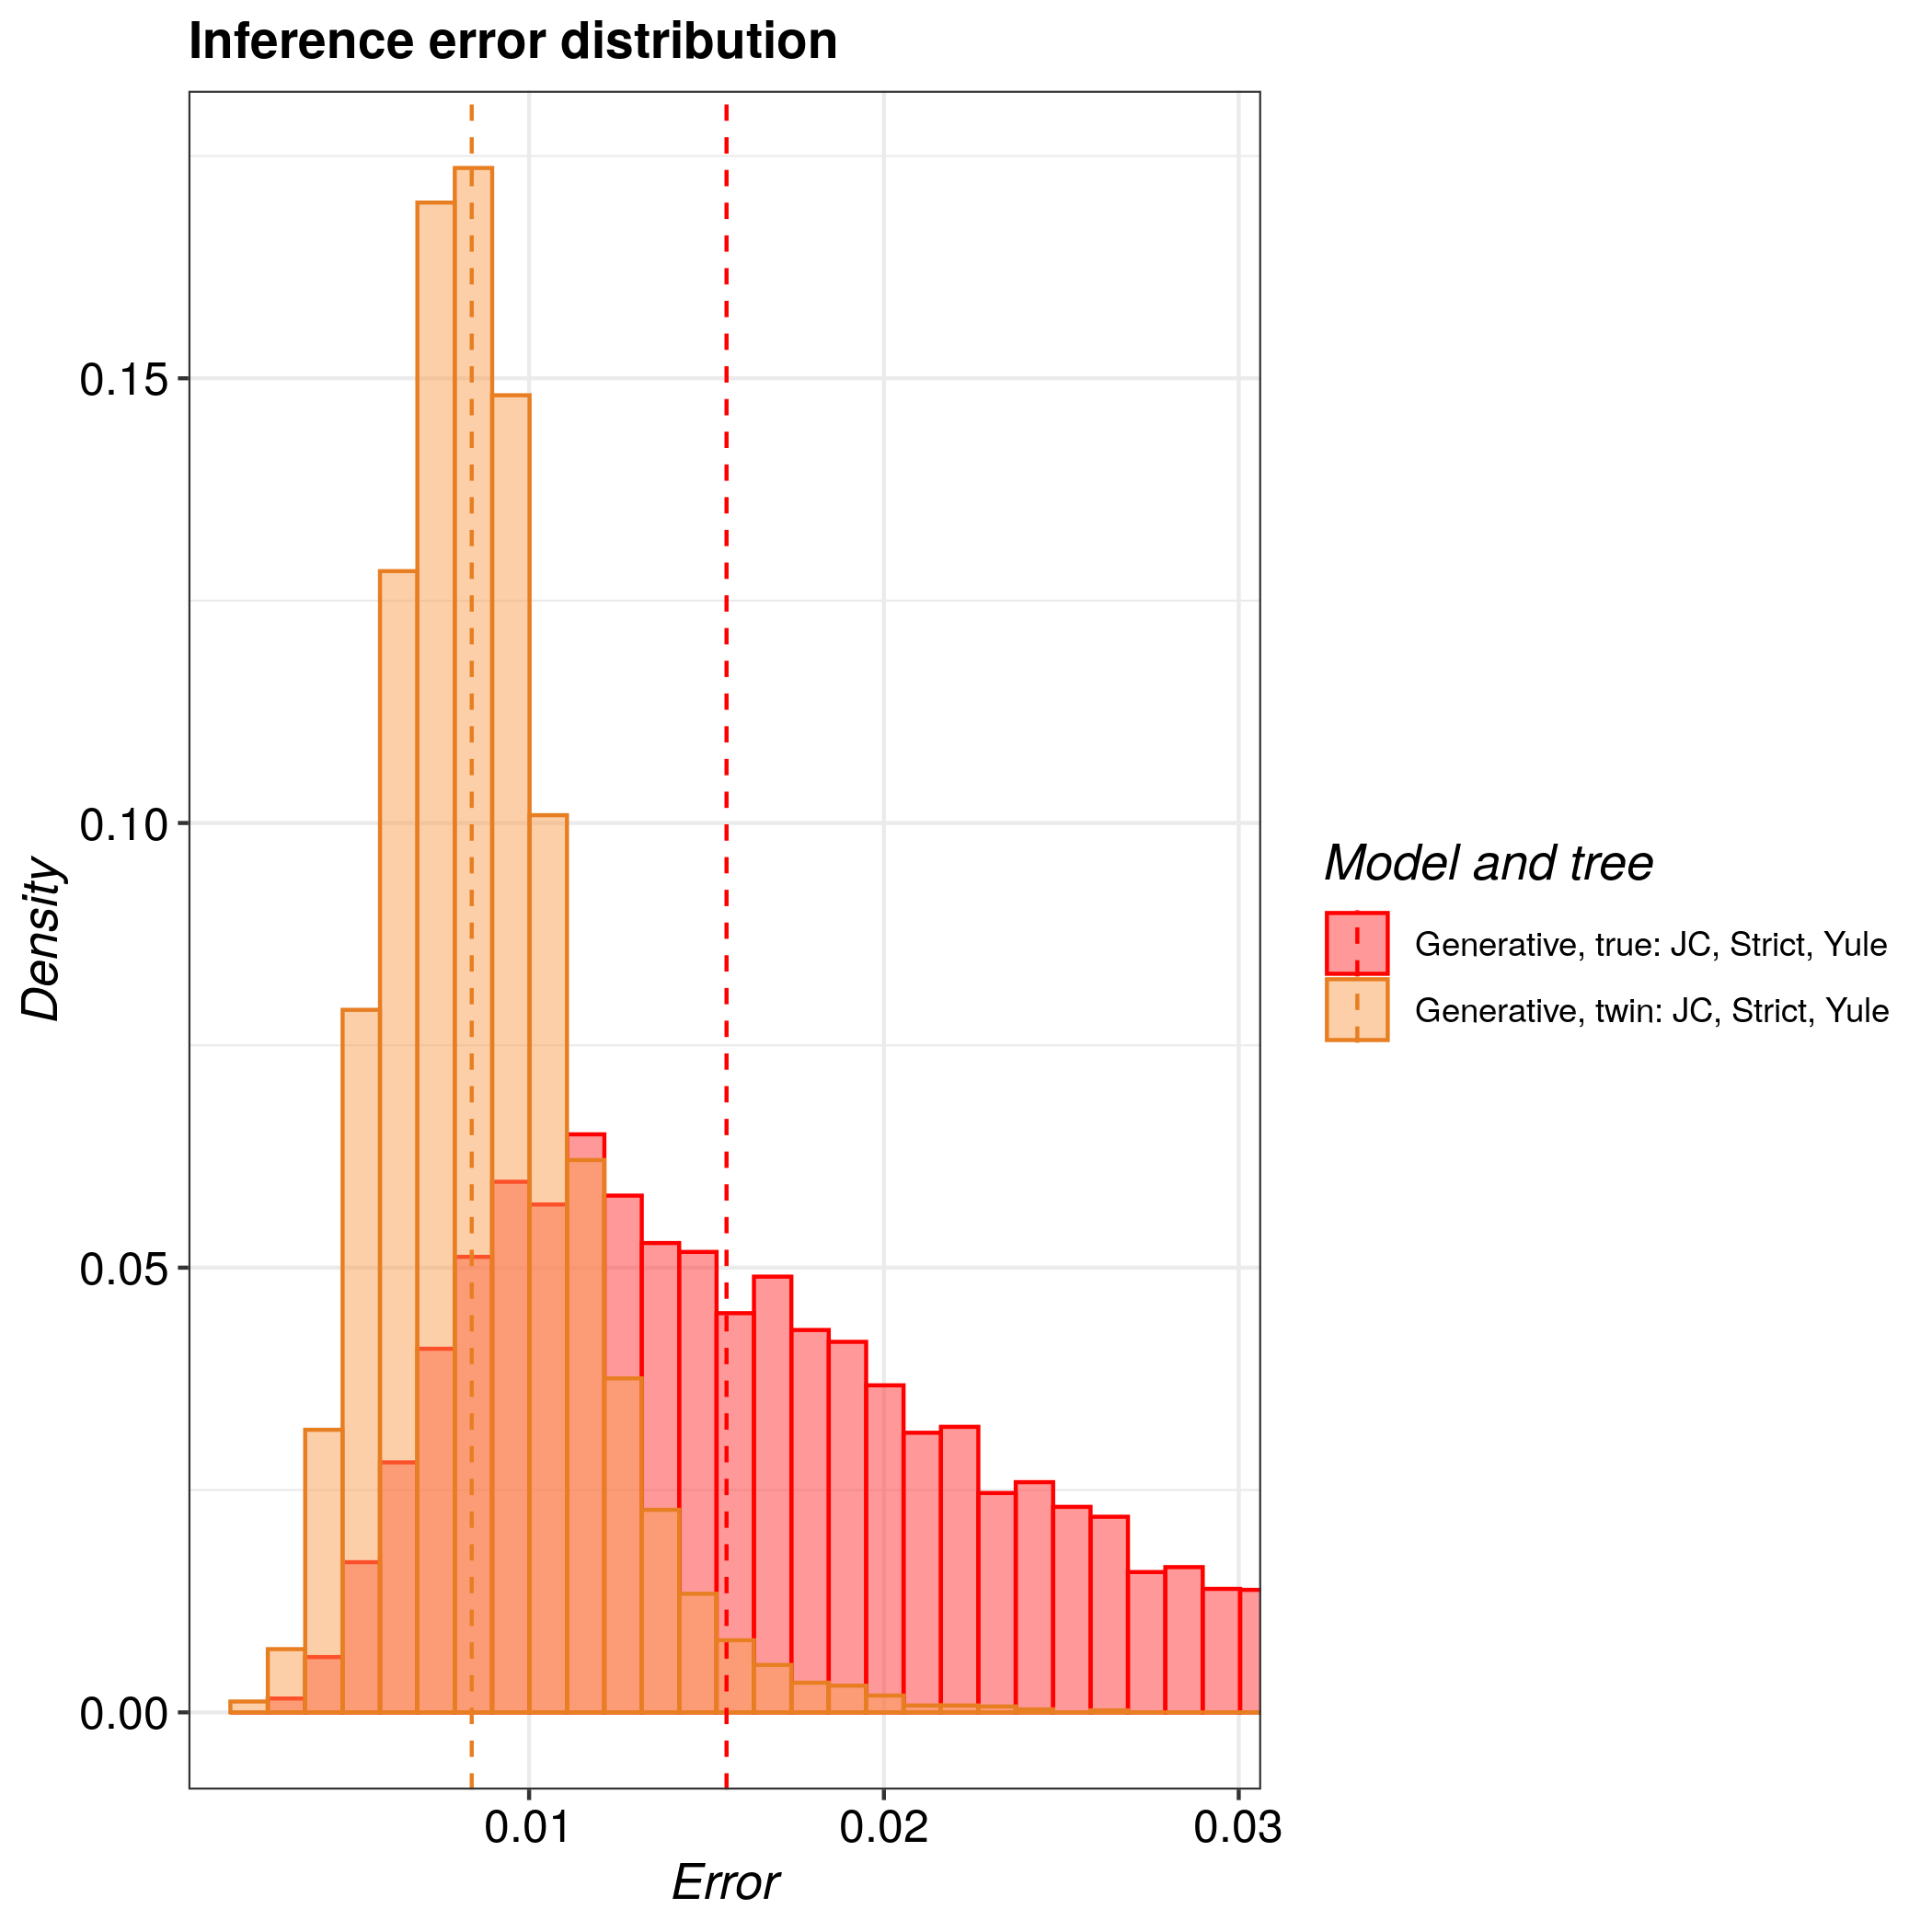 Inference error distribution
0.15
0.10
0.05
0.00
Density
0.01
0.02
0.03
Error
Model and tree
Generative, true: JC, Strict, Yule
Generative, twin: JC, Strict, Yule